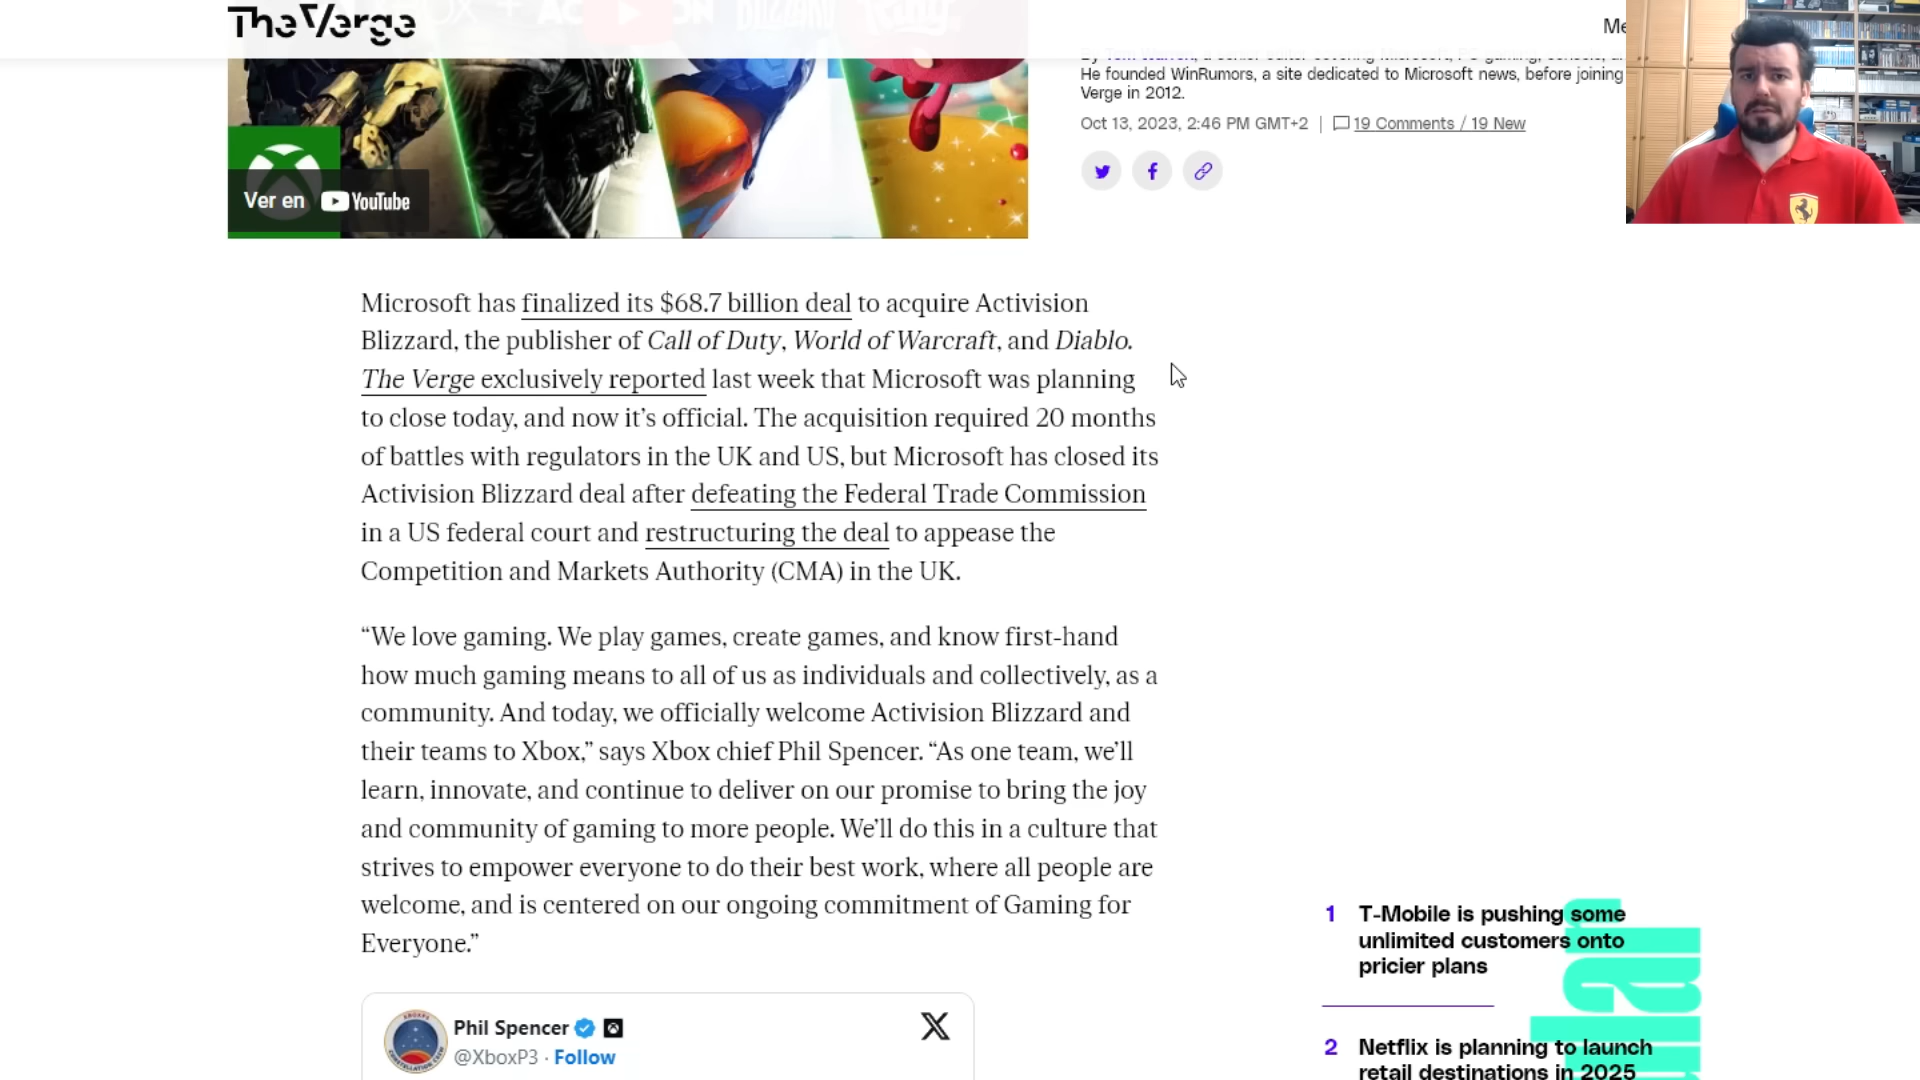 The Verge
Me
He founded WinRumors, a site dedicated to Microsoft news, before joining
Verge in 2012.
Oct 13, 2023, 2:46 PM GMT+2 | 19 Comments / 19 New
Ver en YouTube
Microsoft has finalized its $68.7 billion deal to acquire Activision
Blizzard, the publisher of Call of Duty, World of Warcraft, and Diablo.
The Verge exclusively reported last week that Microsoft was planning
to close today, and now it’s official. The acquisition required 20 months
of battles with regulators in the UK and US, but Microsoft has closed its
Activision Blizzard deal after defeating the Federal Trade Commission
in a US federal court and restructuring the deal to appease the
Competition and Markets Authority (CMA) in the UK.
“We love gaming. We play games, create games, and know first-hand
how much gaming means to all of us as individuals and collectively, as a
community. And today, we officially welcome Activision Blizzard and
their teams to Xbox,” says Xbox chief Phil Spencer. “As one team, we’ll
learn, innovate, and continue to deliver on our promise to bring the joy
and community of gaming to more people. We’ll do this in a culture that
strives to empower everyone to do their best work, where all people are
welcome, and is centered on our ongoing commitment of Gaming for
Everyone.”
Phil Spencer
@XboxP3 · Follow
1 T-Mobile is pushing some
unlimited customers onto
pricier plans
2 Netflix is planning to launch
retail destinations in 2025